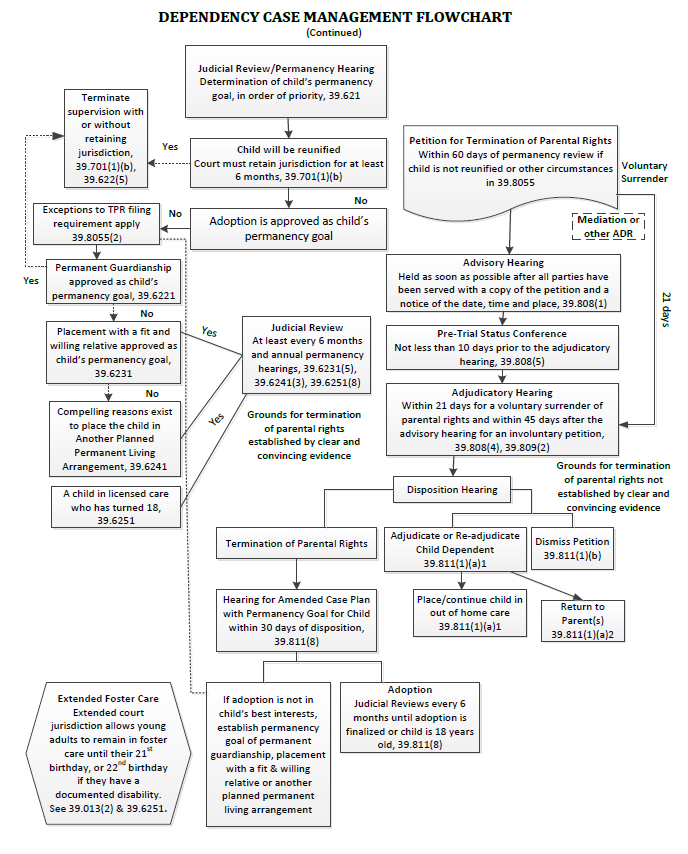 DEPENDENCY CASE MANAGEMENT FLOWCHART
(Continued)
Judicial Review/Permanency Hearing
Determination of child's permanency
goal, in order of priority, 39.621
Terminate
supervision with
or without
retaining
jurisdiction,
39.701(1)(b),
39.622(5)
Yes
Child will be reunified
Court must retain jurisdiction for at least
6 months, 39.701(1)(b)
Petition for Termination of Parental Rights
Within 60 days of permanency review if
child is not reunified or other circumstances
in 39.8055
Voluntary
Surrender
No
Exceptions to TPR filing
requirement apply
39.8055(2)
No
Adoption is approved as child's
permanency goal
Mediation or
other ADR
Yes
Permanent Guardianship
approved as child's
permanency goal, 39.6221
Advisory Hearing
Held as soon as possible after all parties have
been served with a copy of the petition and a
notice of the date, time and place, 39.808(1)
21 days
No
Placement with a fit and
willing relative approved as
child's permanency goal,
39.6231
Yes
Judicial Review
At least every 6 months
and annual permanency
hearings, 39.6231(5),
39.6241(3), 39.6251(8)
Pre-Trial Status Conference
Not less than 10 days prior to the adjudicatory
hearing, 39.808(5)
No
Compelling reasons exist
to place the child in
Another Planned
Permanent Living
Arrangement, 39.6241
Yes
Grounds for termination
of parental rights
established by clear and
convincing evidence
Adjudicatory Hearing
Within 21 days for a voluntary surrender of
parental rights and within 45 days after the
advisory hearing for an involuntary petition,
39.808(4), 39.809(2)
A child in licensed care
who has turned 18,
39.6251
Disposition Hearing
Grounds for termination
of parental rights not
established by clear and
convincing evidence
Termination of Parental Rights
Adjudicate or Re-adjudicate
Child Dependent
39.811(1)(a)1
Dismiss Petition
39.811(1)(b)
Hearing for Amended Case Plan
with Permanency Goal for Child
within 30 days of disposition,
39.811(8)
Place/continue child in
out of home care
39.811(1)(a)1
Return to
Parent(s)
39.811(1)(a)2
Extended Foster Care
Extended court
jurisdiction allows young
adults to remain in foster
care until their 21st
birthday, or 22nd birthday
if they have a
documented disability.
See 39.013(2) & 39.6251.
If adoption is not in
child's best interests,
establish permanency
goal of permanent
guardianship, placement
with a fit & willing
relative or another
planned permanent
living arrangement
Adoption
Judicial Reviews every 6
months until adoption is
finalized or child is 18 years
old, 39.811(8)